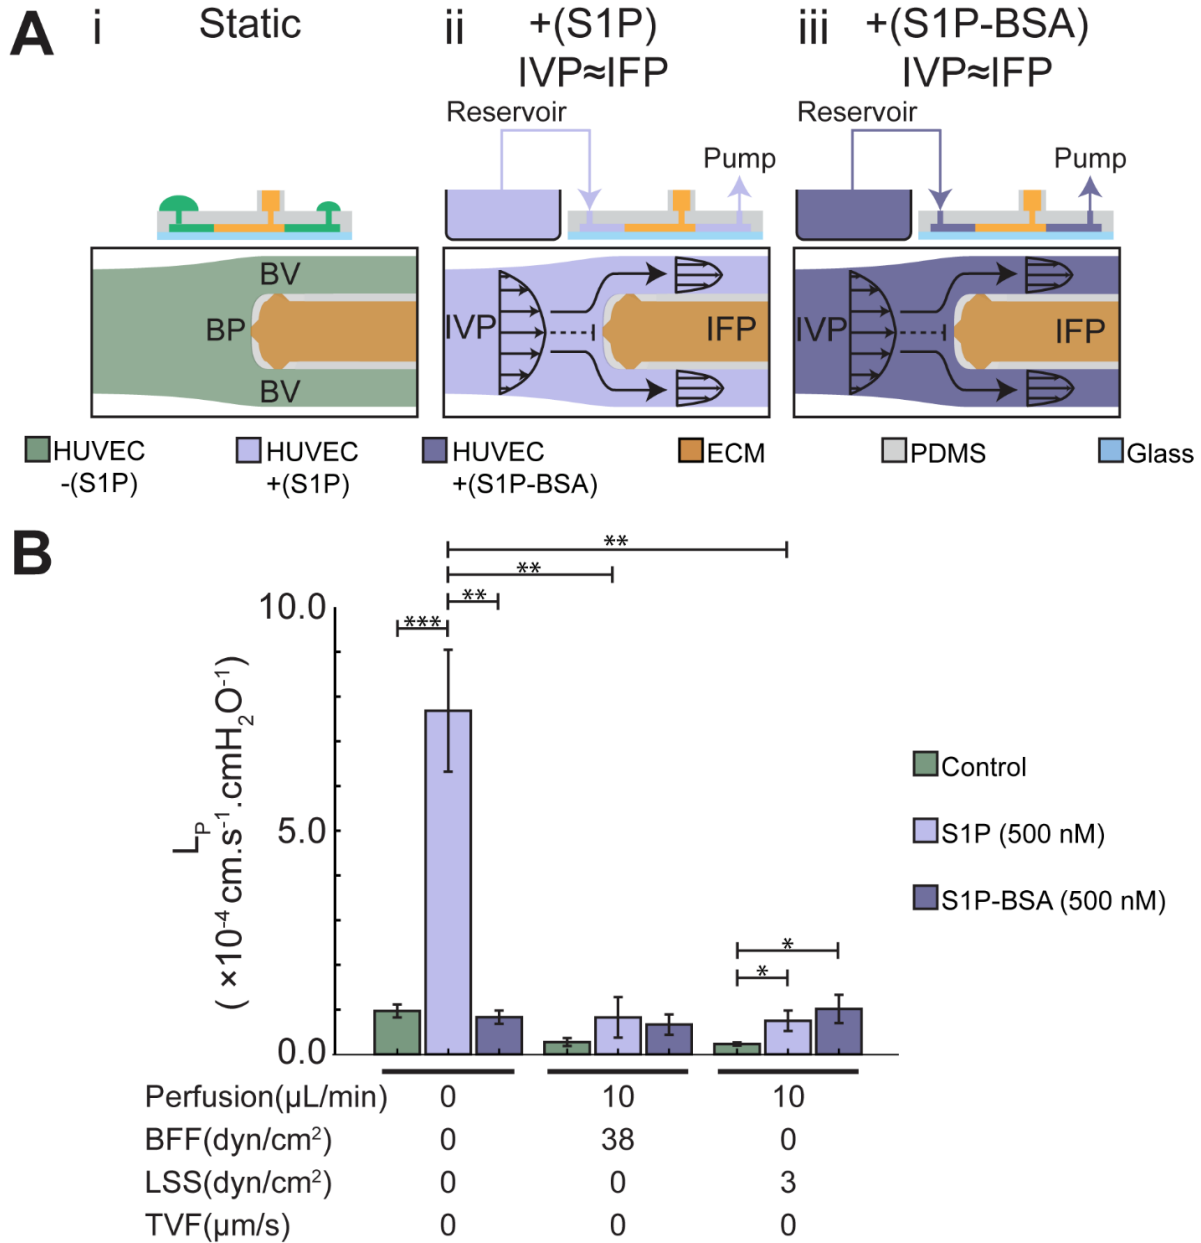 A
i
Static
ii
+(S1P)
IVP≈IFP
iii
+(S1P-BSA)
IVP≈IFP
Reservoir
Pump
Reservoir
Pump
BV
BP
BV
IVP
IFP
IVP
IFP
HUVEC
-(S1P)
HUVEC
+(S1P)
HUVEC
+(S1P-BSA)
ECM
PDMS
Glass
B
**
**
**
***
10.0
5.0
0.0
L_P
( ×10⁻⁴ cm.s⁻¹.cmH₂O⁻¹)
*
*
Control
S1P (500 nM)
S1P-BSA (500 nM)
Perfusion(µL/min) 0 10 10
BFF(dyn/cm²) 0 38 0
LSS(dyn/cm²) 0 0 3
TVF(µm/s) 0 0 0